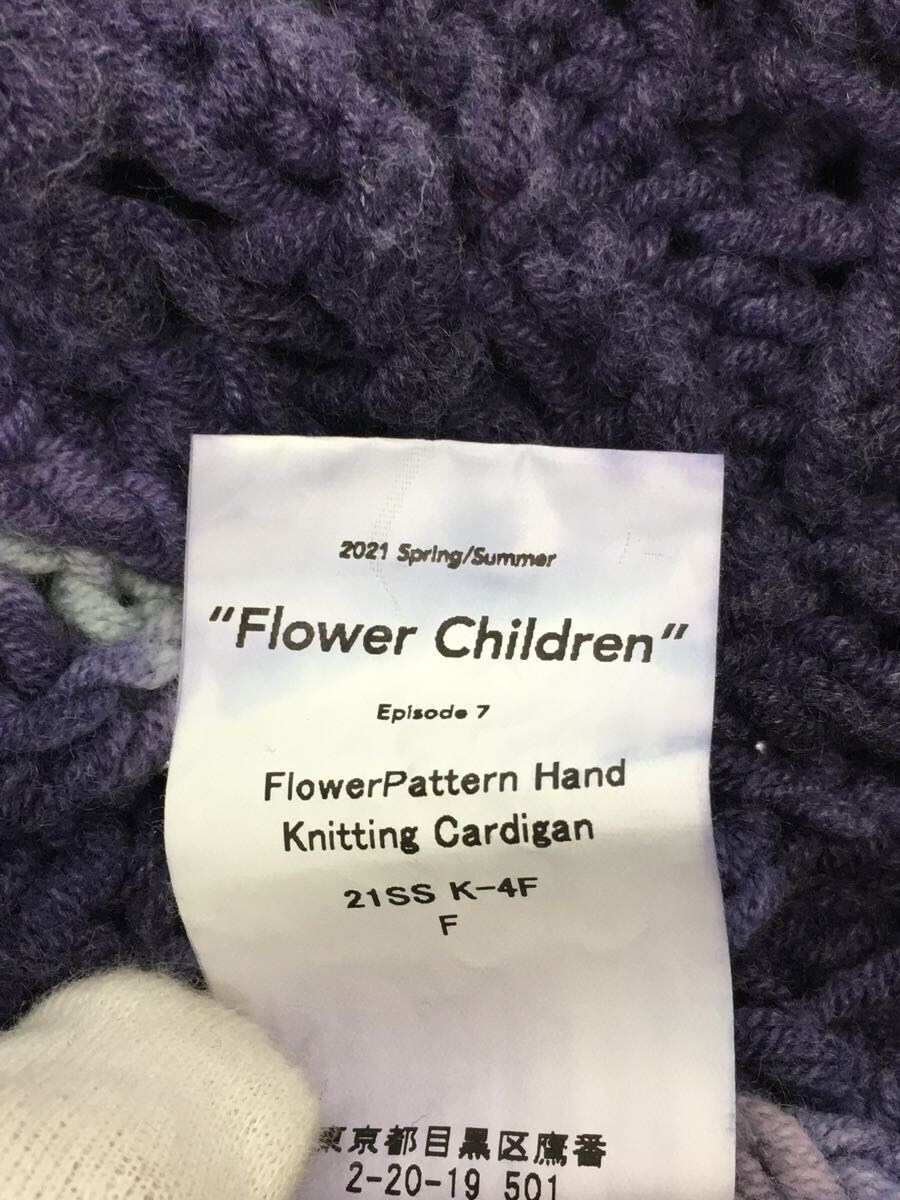 2021 Spring/Summer
"Flower Children"
Episode 7
FlowerPattern Hand
Knitting Cardigan
21SS K-4F
F
東京都目黒区鷹番
2-20-19 501